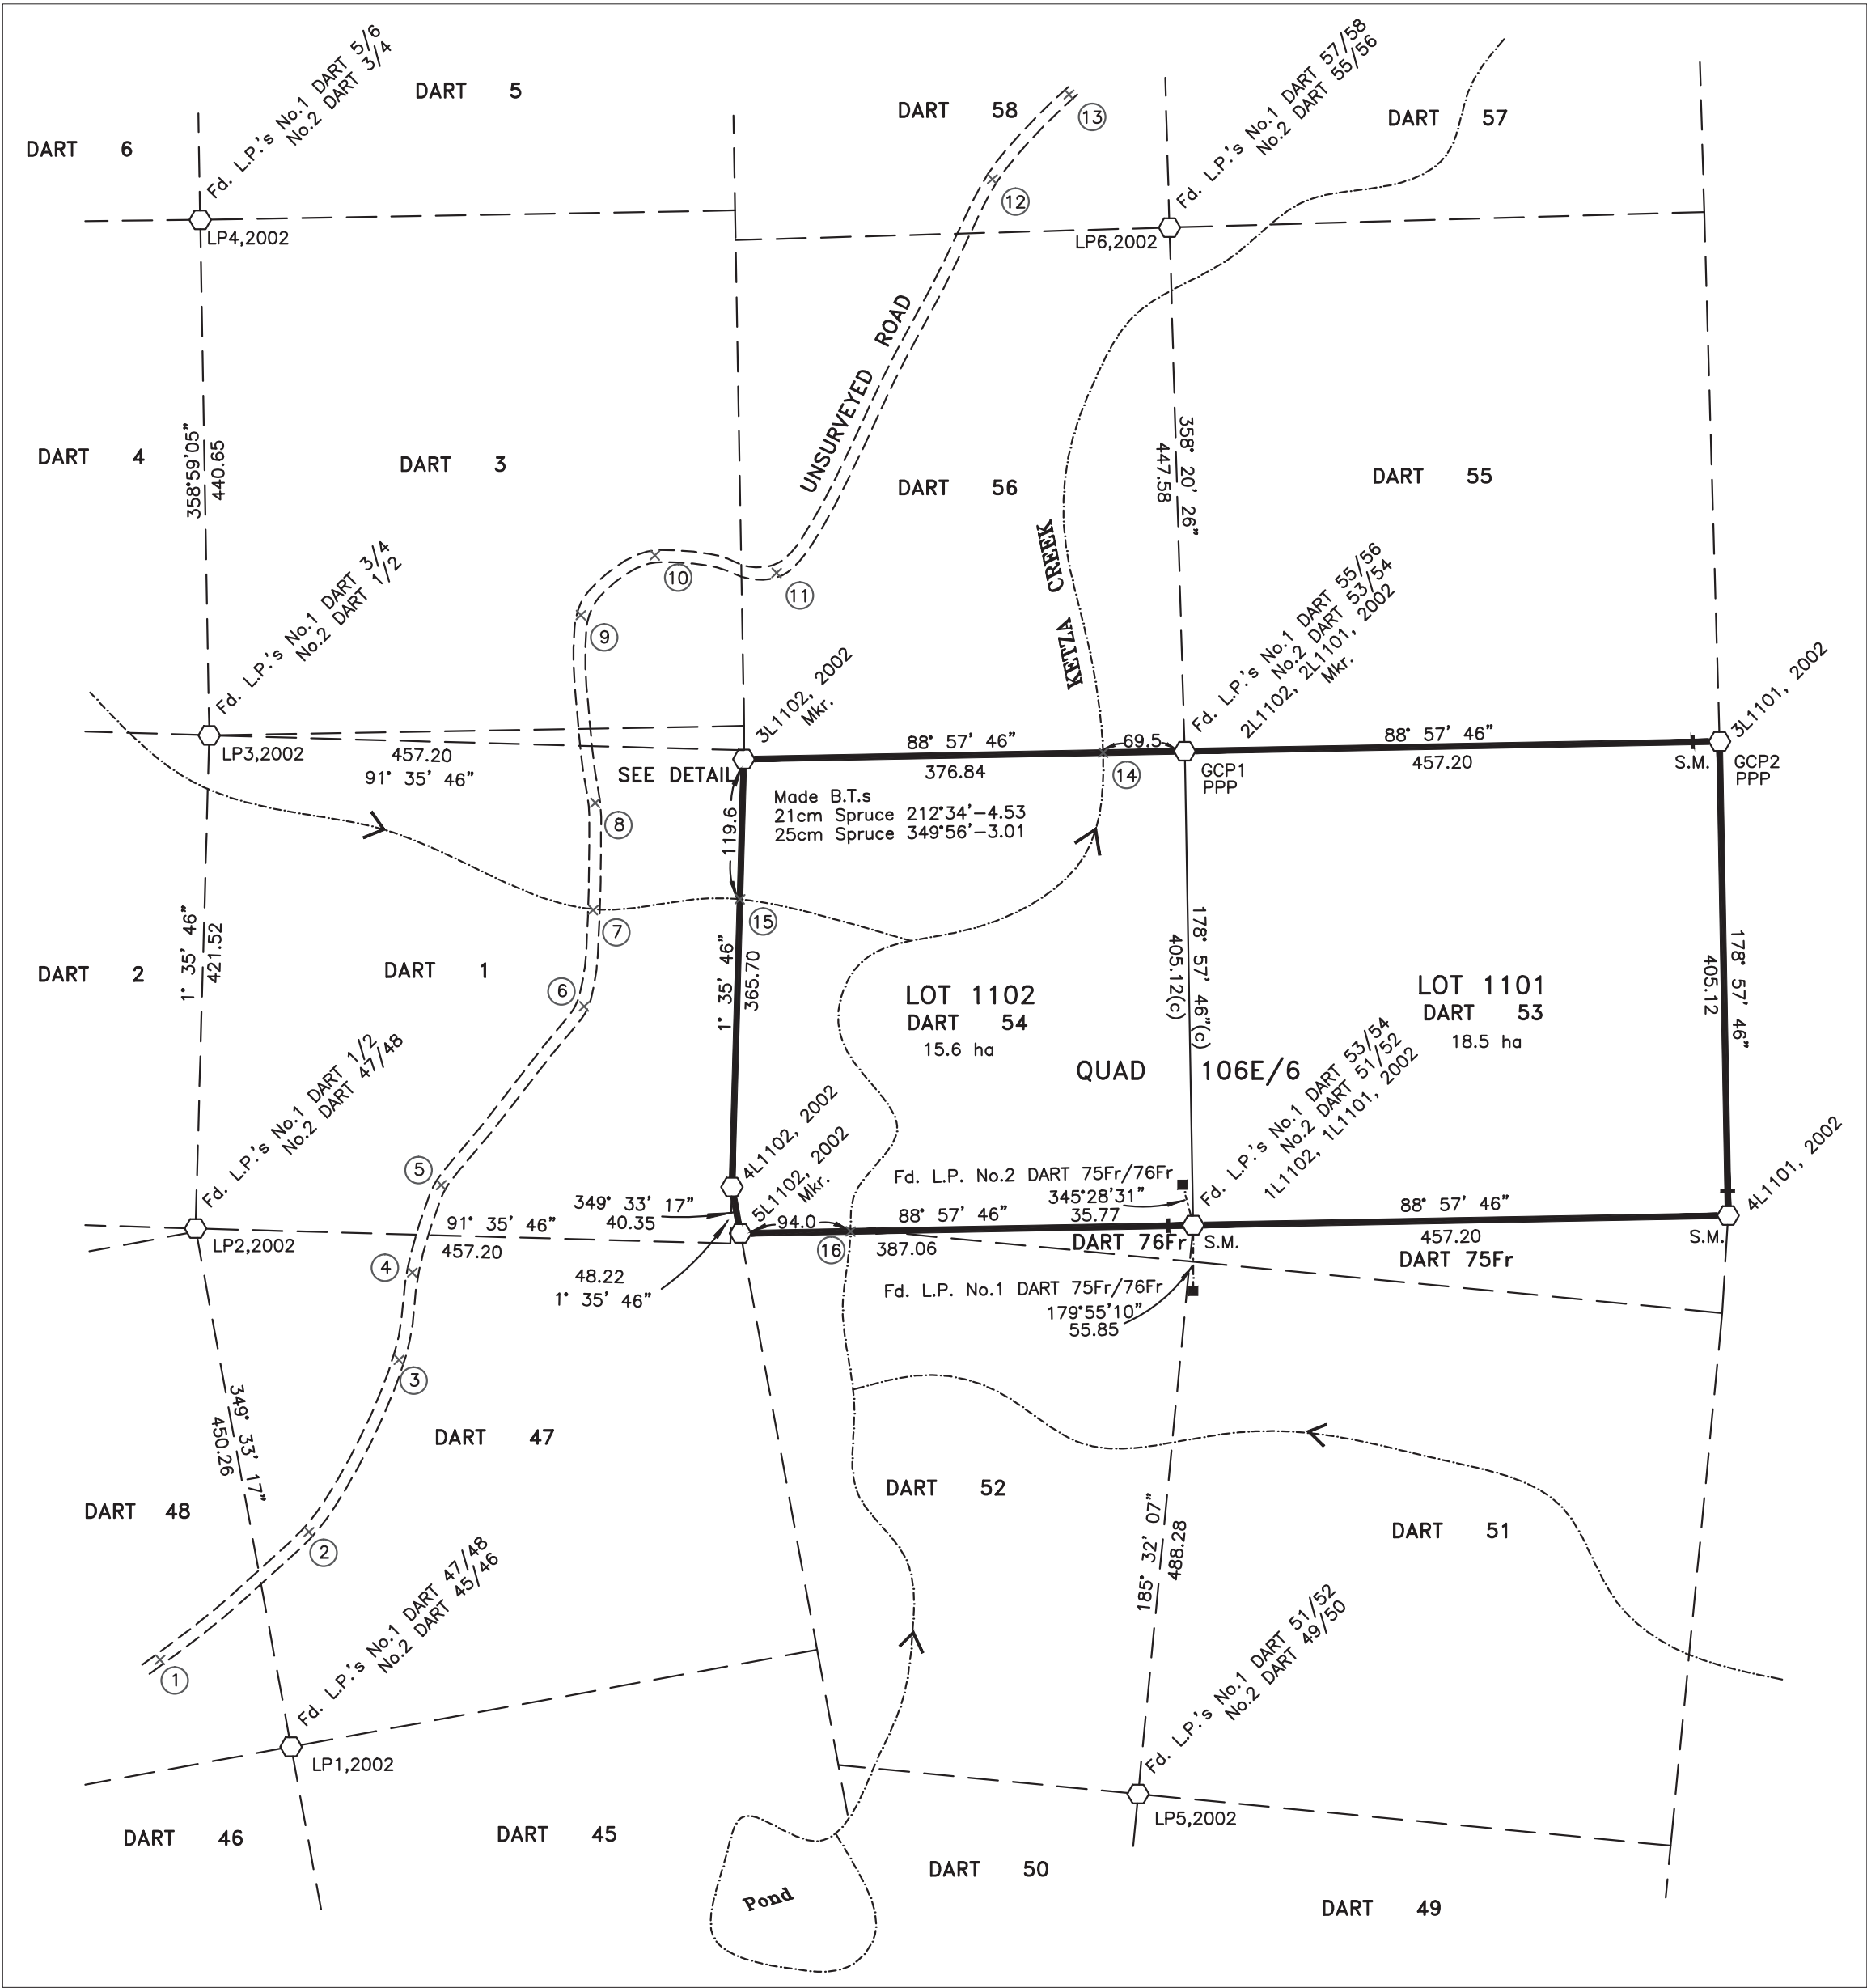 Fd. L.P.'s No.1 DART 5/6
No.2 DART 3/4
DART 5
DART 6
LP4,2002
DART 58
13
12
Fd. L.P.'s No.1 DART 57/58
No.2 DART 55/56
DART 57
LP6,2002
UNSURVEYED ROAD
358°59'05"
440.65
DART 4
DART 3
DART 56
358° 20' 26"
447.58
DART 55
KETZA CREEK
Fd. L.P.'s No.1 DART 3/4
No.2 DART 1/2
10
11
9
Fd. L.P.'s No.1 DART 55/56
No.2 DART 53/54
2L1102, 2L1101, 2002
Mkr.
3L1102, 2002
Mkr.
3L1101, 2002
LP3,2002
457.20
91° 35' 46"
SEE DETAIL
88° 57' 46"
376.84
69.5
14
GCP1
PPP
88° 57' 46"
457.20
S.M.
GCP2
PPP
Made B.T.s
21cm Spruce 212°34'-4.53
25cm Spruce 349°56'-3.01
119.6
8
15
7
6
1° 35' 46"
421.52
DART 2
DART 1
1° 35' 46"
365.70
LOT 1102
DART 54
15.6 ha
178° 57' 46"(c)
405.12(c)
LOT 1101
DART 53
18.5 ha
178° 57' 46"
405.12
QUAD 106E/6
Fd. L.P.'s No.1 DART 1/2
No.2 DART 47/48
4L1102, 2002
5L1102, 2002
Mkr.
Fd. L.P.'s No.1 DART 53/54
No.2 DART 51/52
1L1102, 1L1101, 2002
4L1101, 2002
5
Fd. L.P. No.2 DART 75Fr/76Fr
345°28'31"
35.77
349° 33' 17"
40.35
94.0
88° 57' 46"
387.06
16
DART 76Fr
S.M.
88° 57' 46"
457.20
S.M.
DART 75Fr
LP2,2002
91° 35' 46"
457.20
4
48.22
1° 35' 46"
Fd. L.P. No.1 DART 75Fr/76Fr
179°55'10"
55.85
3
349° 33' 17"
450.26
DART 47
DART 48
DART 52
DART 51
185° 32' 07"
488.28
2
Fd. L.P.'s No.1 DART 47/48
No.2 DART 45/46
1
LP1,2002
Fd. L.P.'s No.1 DART 51/52
No.2 DART 49/50
LP5,2002
DART 46
DART 45
DART 50
Pond
DART 49